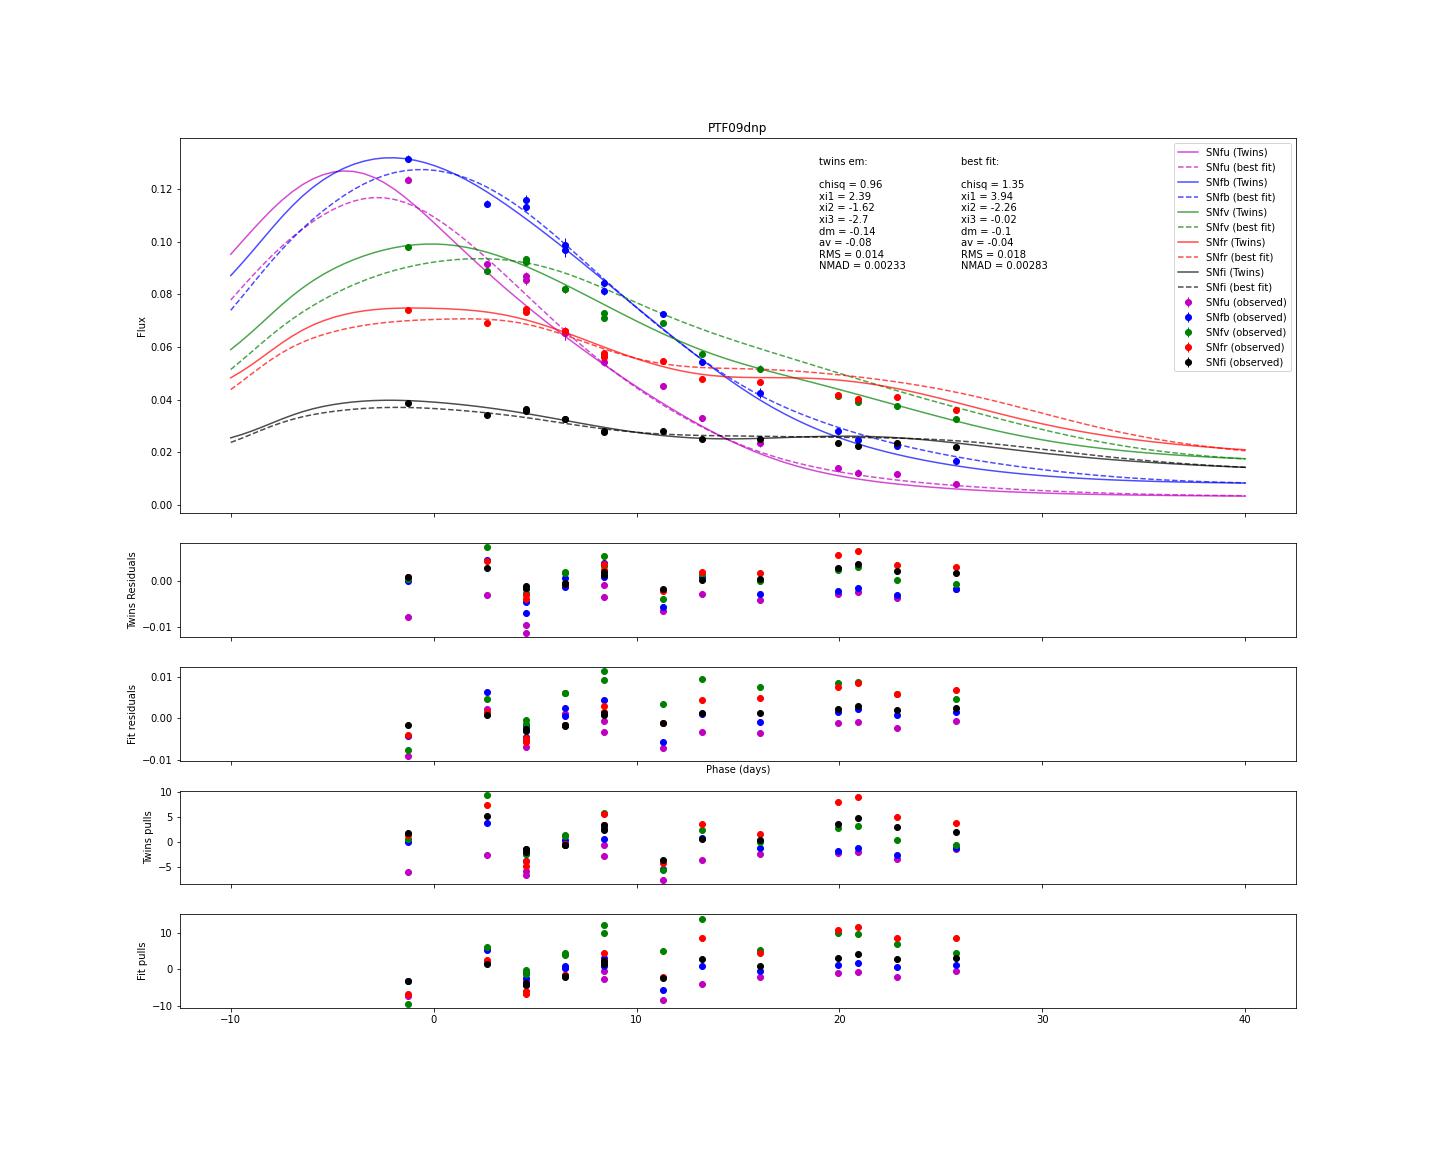 PTF09dnp
twins em:
chisq = 0.96
xi1 = 2.39
xi2 = -1.62
xi3 = -2.7
dm = -0.14
av = -0.08
RMS = 0.014
NMAD = 0.00233
best fit:
chisq = 1.35
xi1 = 3.94
xi2 = -2.26
xi3 = -0.02
dm = -0.1
av = -0.04
RMS = 0.018
NMAD = 0.00283
SNfu (Twins)
SNfu (best fit)
SNfb (Twins)
SNfb (best fit)
SNfv (Twins)
SNfv (best fit)
SNfr (Twins)
SNfr (best fit)
SNfi (Twins)
SNfi (best fit)
SNfu (observed)
SNfb (observed)
SNfv (observed)
SNfr (observed)
SNfi (observed)
Flux
0.12
0.10
0.08
0.06
0.04
0.02
0.00
Twins Residuals
0.00
−0.01
Fit residuals
0.01
0.00
−0.01
Phase (days)
Twins pulls
10
5
0
−5
Fit pulls
10
0
−10
−10
0
10
20
30
40